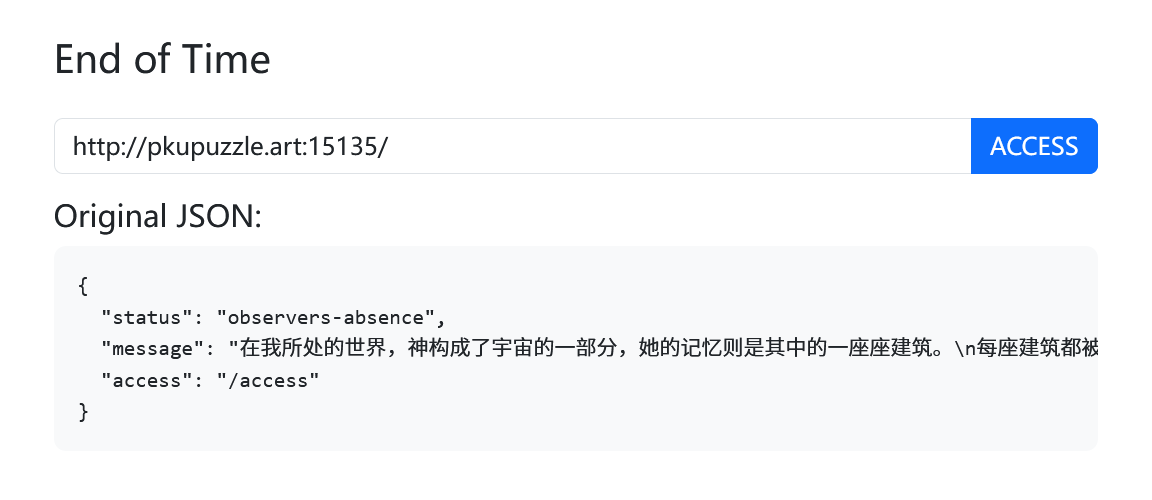 End of Time
http://pkupuzzle.art:15135/
ACCESS
Original JSON:
{
"status": "observers-absence",
"message": "在我所处的世界，神构成了宇宙的一部分，她的记忆则是其中的一座座建筑。\n每座建筑都被
"access": "/access"
}